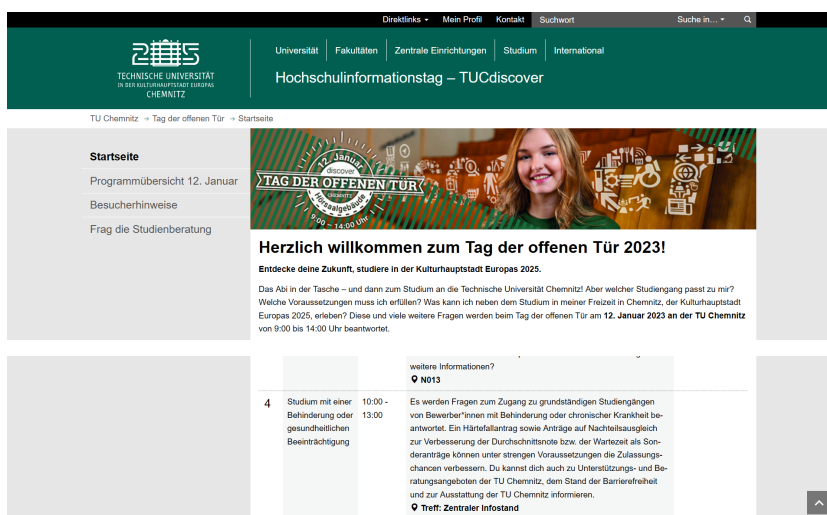 Direktlinks Mein Profil Kontakt Suchwort Suche in...
TECHNISCHE UNIVERSITÄT
IN DER KULTURHAUPTSTADT EUROPAS
CHEMNITZ
Universität Fakultäten Zentrale Einrichtungen Studium International
Hochschulinformationstag – TUCdiscover
TU Chemnitz → Tag der offenen Tür → Startseite
Startseite
Programmübersicht 12. Januar
Besucherhinweise
Frag die Studienberatung
12. Januar
discover
TAG DER OFFENEN TÜR
CHEMNITZ
Hörsaalgebäude
9:00 – 14:00 Uhr
Herzlich willkommen zum Tag der offenen Tür 2023!
Entdecke deine Zukunft, studiere in der Kulturhauptstadt Europas 2025.
Das Abi in der Tasche – und dann zum Studium an die Technische Universität Chemnitz! Aber welcher Studiengang passt zu mir?
Welche Voraussetzungen muss ich erfüllen? Was kann ich neben dem Studium in meiner Freizeit in Chemnitz, der Kulturhauptstadt
Europas 2025, erleben? Diese und viele weitere Fragen werden beim Tag der offenen Tür am 12. Januar 2023 an der TU Chemnitz
von 9:00 bis 14:00 Uhr beantwortet.
weitere Informationen?
N013
4 Studium mit einer 10:00 - Es werden Fragen zum Zugang zu grundständigen Studiengängen
Behinderung oder 13:00 von Bewerber*innen mit Behinderung oder chronischer Krankheit be-
gesundheitlichen antwortet. Ein Härtefallantrag sowie Anträge auf Nachteilsausgleich
Beeinträchtigung zur Verbesserung der Durchschnittsnote bzw. der Wartezeit als Son-
deranträge können unter strengen Voraussetzungen die Zulassungs-
chancen verbessern. Du kannst dich auch zu Unterstützungs- und Be-
ratungsangeboten der TU Chemnitz, dem Stand der Barrierefreiheit
und zur Ausstattung der TU Chemnitz informieren.
Treff: Zentraler Infostand